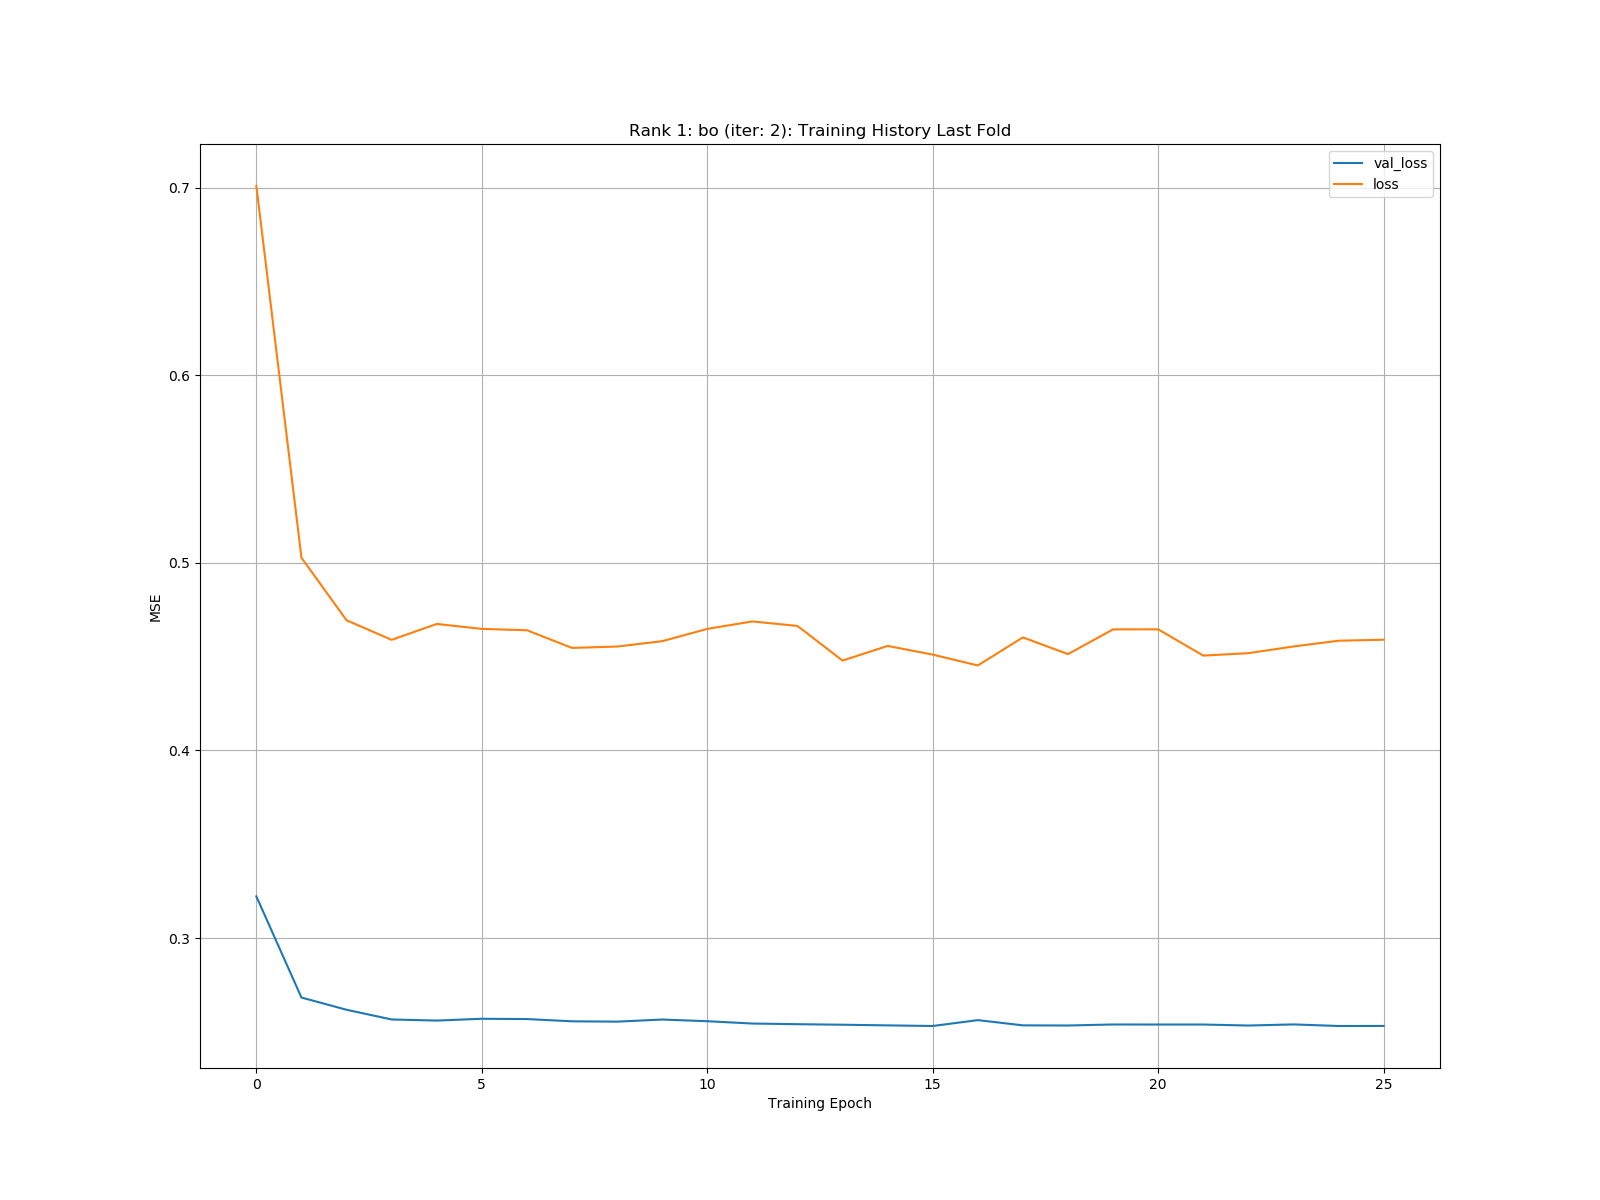 Rank 1: bo (iter: 2): Training History Last Fold
val_loss
loss
0.7
0.6
0.5
0.4
0.3
MSE
0 5 10 15 20 25
Training Epoch